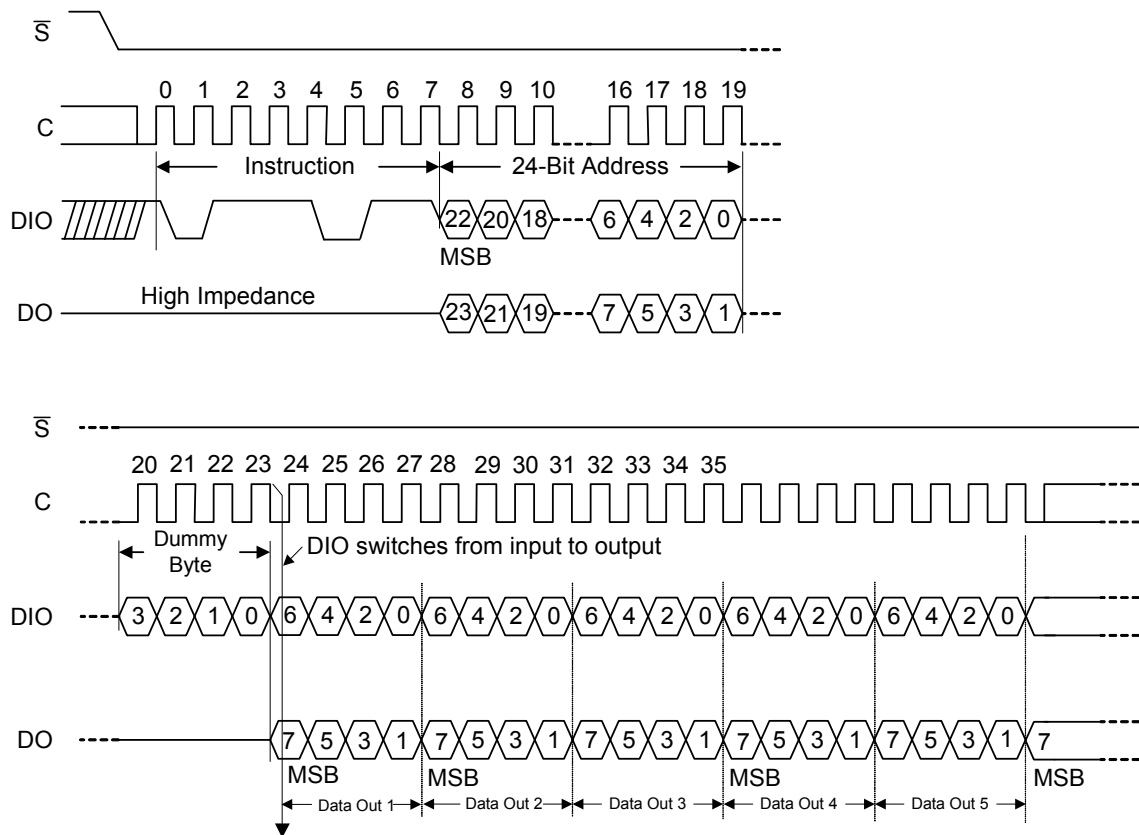 S
0 1 2 3 4 5 6 7 8 9 10 16 17 18 19
C
Instruction 24-Bit Address
DIO 22 20 18 6 4 2 0
MSB
High Impedance
DO 23 21 19 7 5 3 1
S
20 21 22 23 24 25 26 27 28 29 30 31 32 33 34 35
C
Dummy
Byte
DIO switches from input to output
DIO 3 2 1 0 6 4 2 0 6 4 2 0 6 4 2 0 6 4 2 0 6 4 2 0
DO 7 5 3 1 7 5 3 1 7 5 3 1 7 5 3 1 7 5 3 1 7
MSB MSB MSB MSB
Data Out 1 Data Out 2 Data Out 3 Data Out 4 Data Out 5